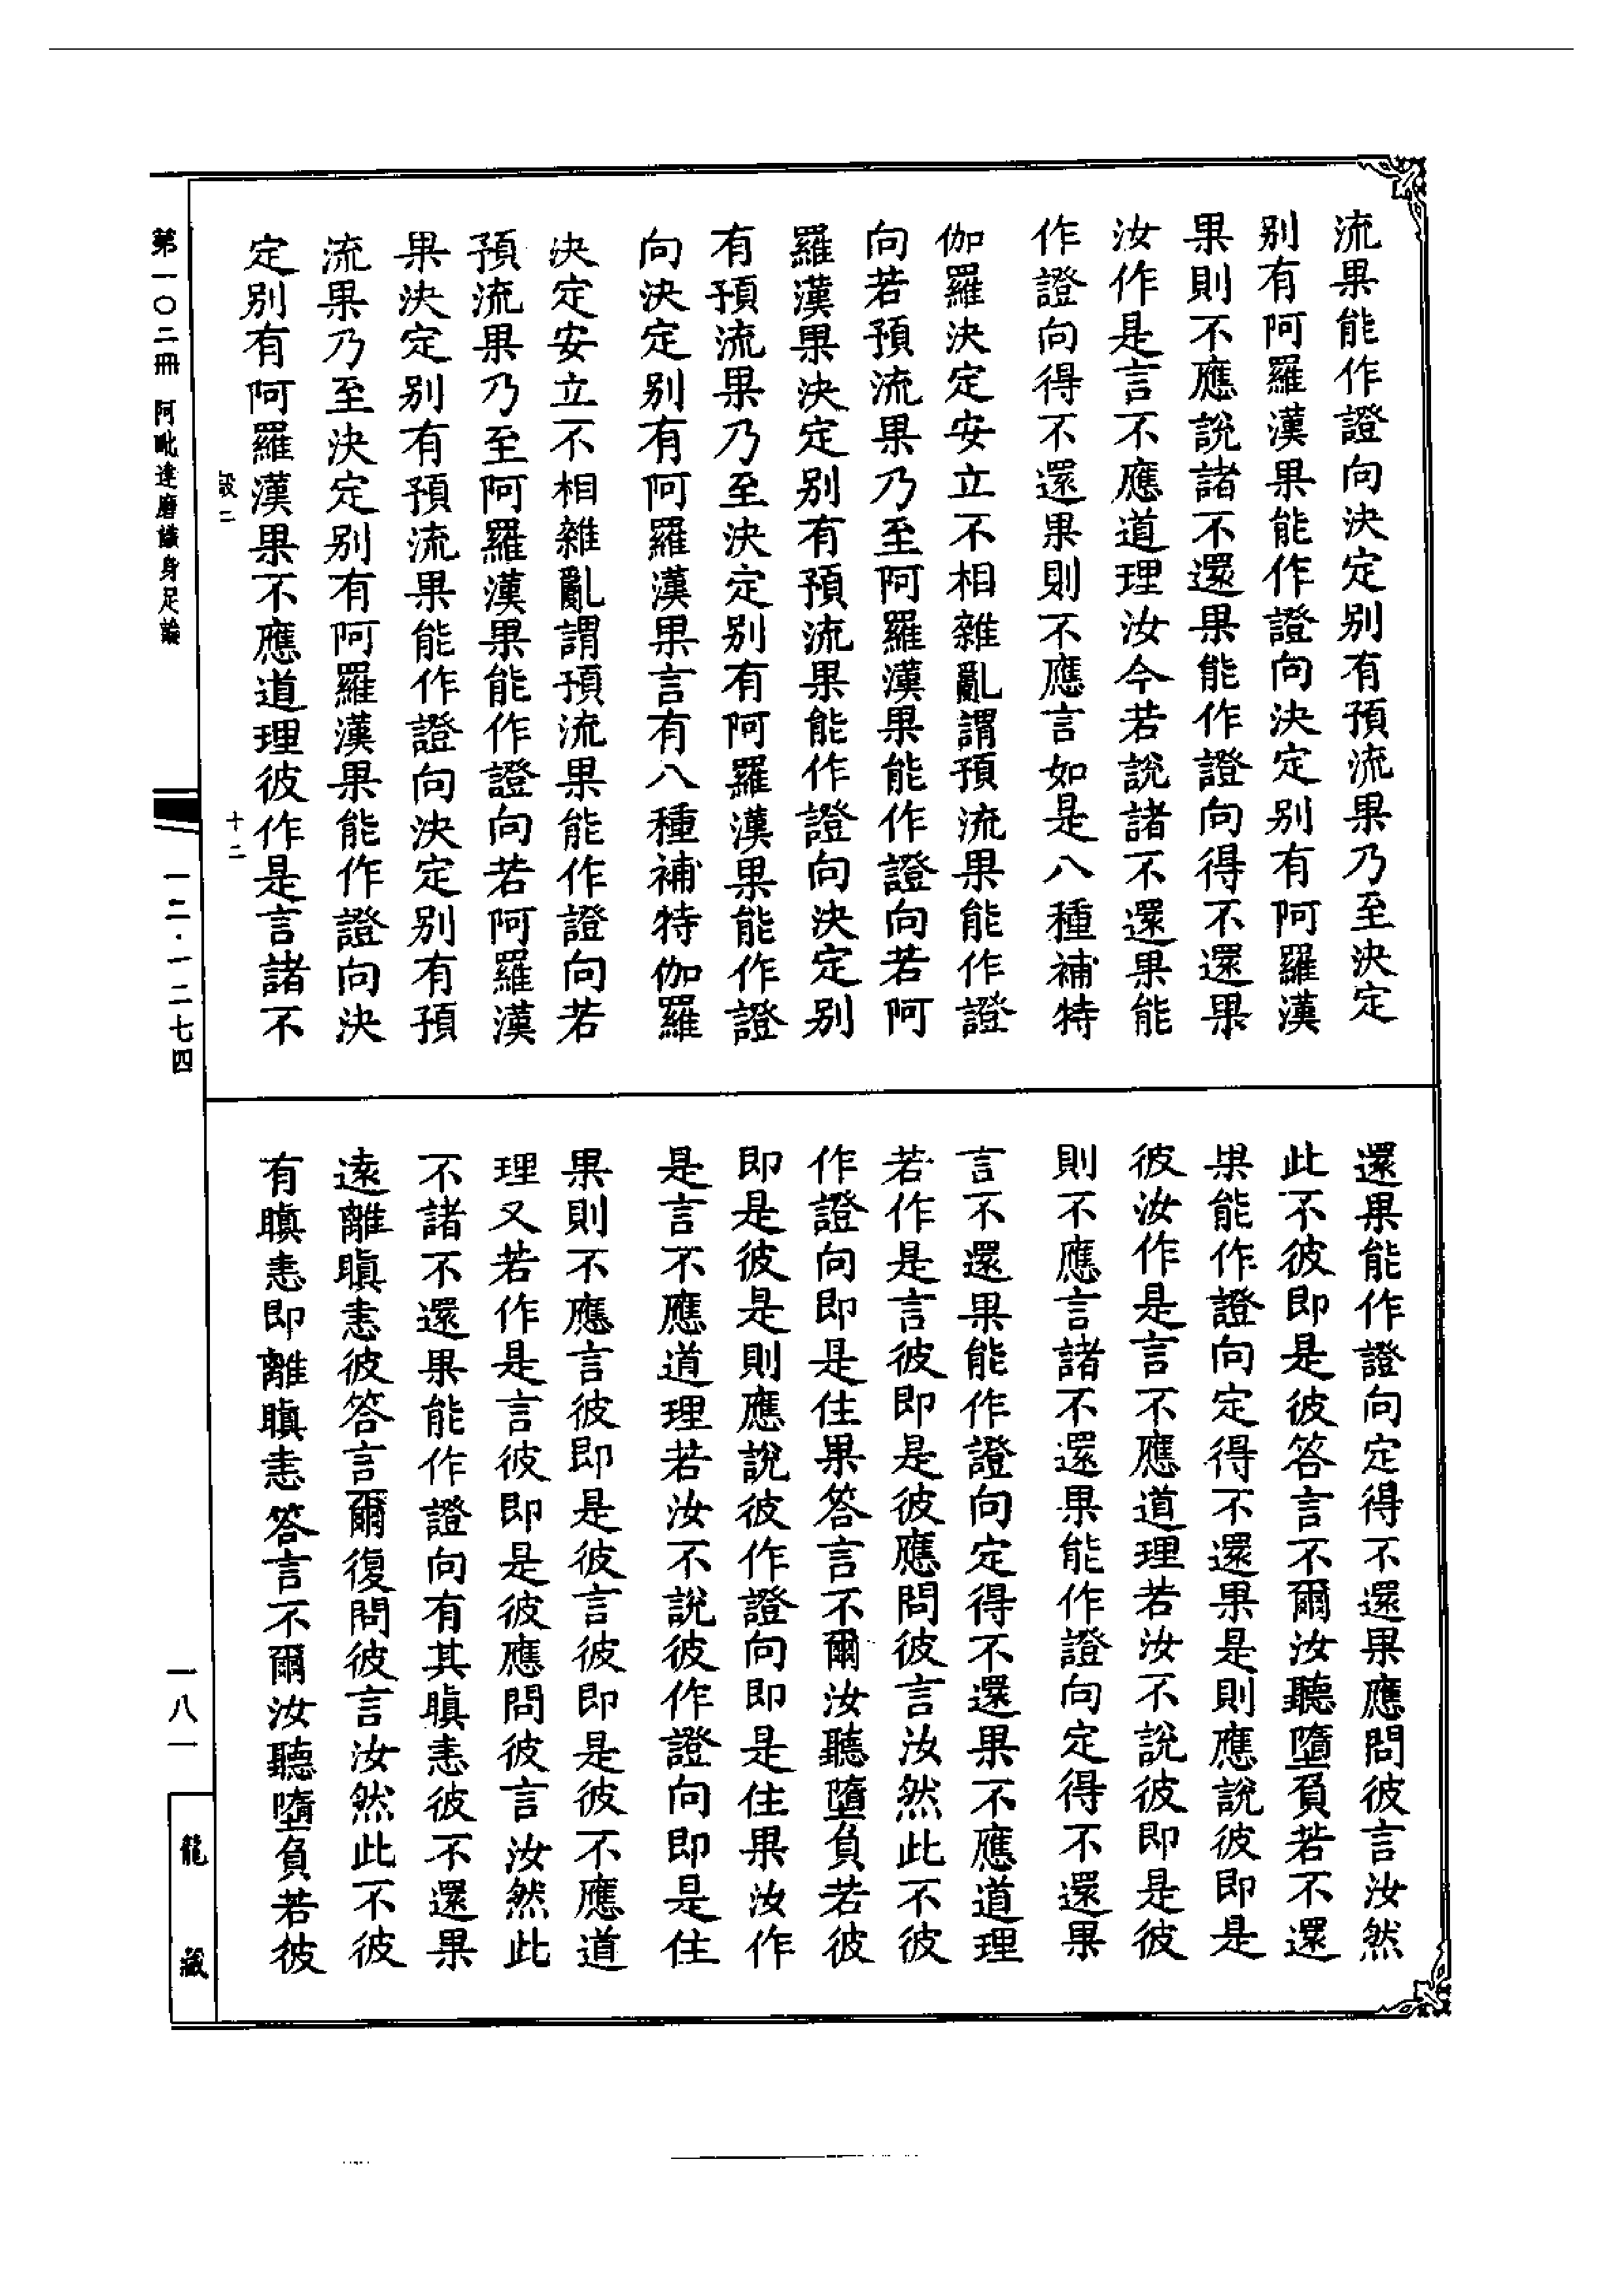 流果能作證向決定別有預流果乃至決定
別有阿羅漢果能作證向決定別有阿羅漢
果則不應說諸不還果能作證向得不還果
汝作是言不應道理汝今若說諸不還果能
作證向得不還果則不應言如是八種補特
伽羅決定安立不相雜亂謂預流果能作證
向若預流果乃至阿羅漢果能作證向若阿
羅漢果決定別有預流果能作證向決定別
有預流果乃至決定別有阿羅漢果能作證
向決定別有阿羅漢果言有八種補特伽羅
決定安立不相雜亂謂預流果能作證向若
預流果乃至阿羅漢果能作證向若阿羅漢
果決定別有預流果能作證向決定別有預
流果乃至決定別有阿羅漢果能作證向決
定別有阿羅漢果不應道理彼作是言諸不
還果能作證向定得不還果應問彼言汝然
此不彼即是彼答言不爾汝聽墮負若不還
果能作證向定得不還果是則應說彼即是
彼汝作是言不應道理若汝不說彼即是彼
則不應言諸不還果能作證向定得不還果
言不還果能作證向定得不還果不應道理
若作是言彼即是彼應問彼言汝然此不彼
作證向即是住果答言不爾汝聽墮負若彼
即是彼是則應說彼作證向即是住果汝作
是言不應道理若汝不說彼作證向即是住
果則不應言彼即是彼言彼即是彼不應道
理又若作是言彼即是彼應問彼言汝然此
不諸不還果能作證向有其瞋恚彼不還果
遠離瞋恚彼答言爾復問彼言汝然此不彼
有瞋恚即離瞋恚答言不爾汝聽墮負若彼
十二
第一〇二冊 阿毗達磨識身足論
一二·一二七四
一八一
龍藏